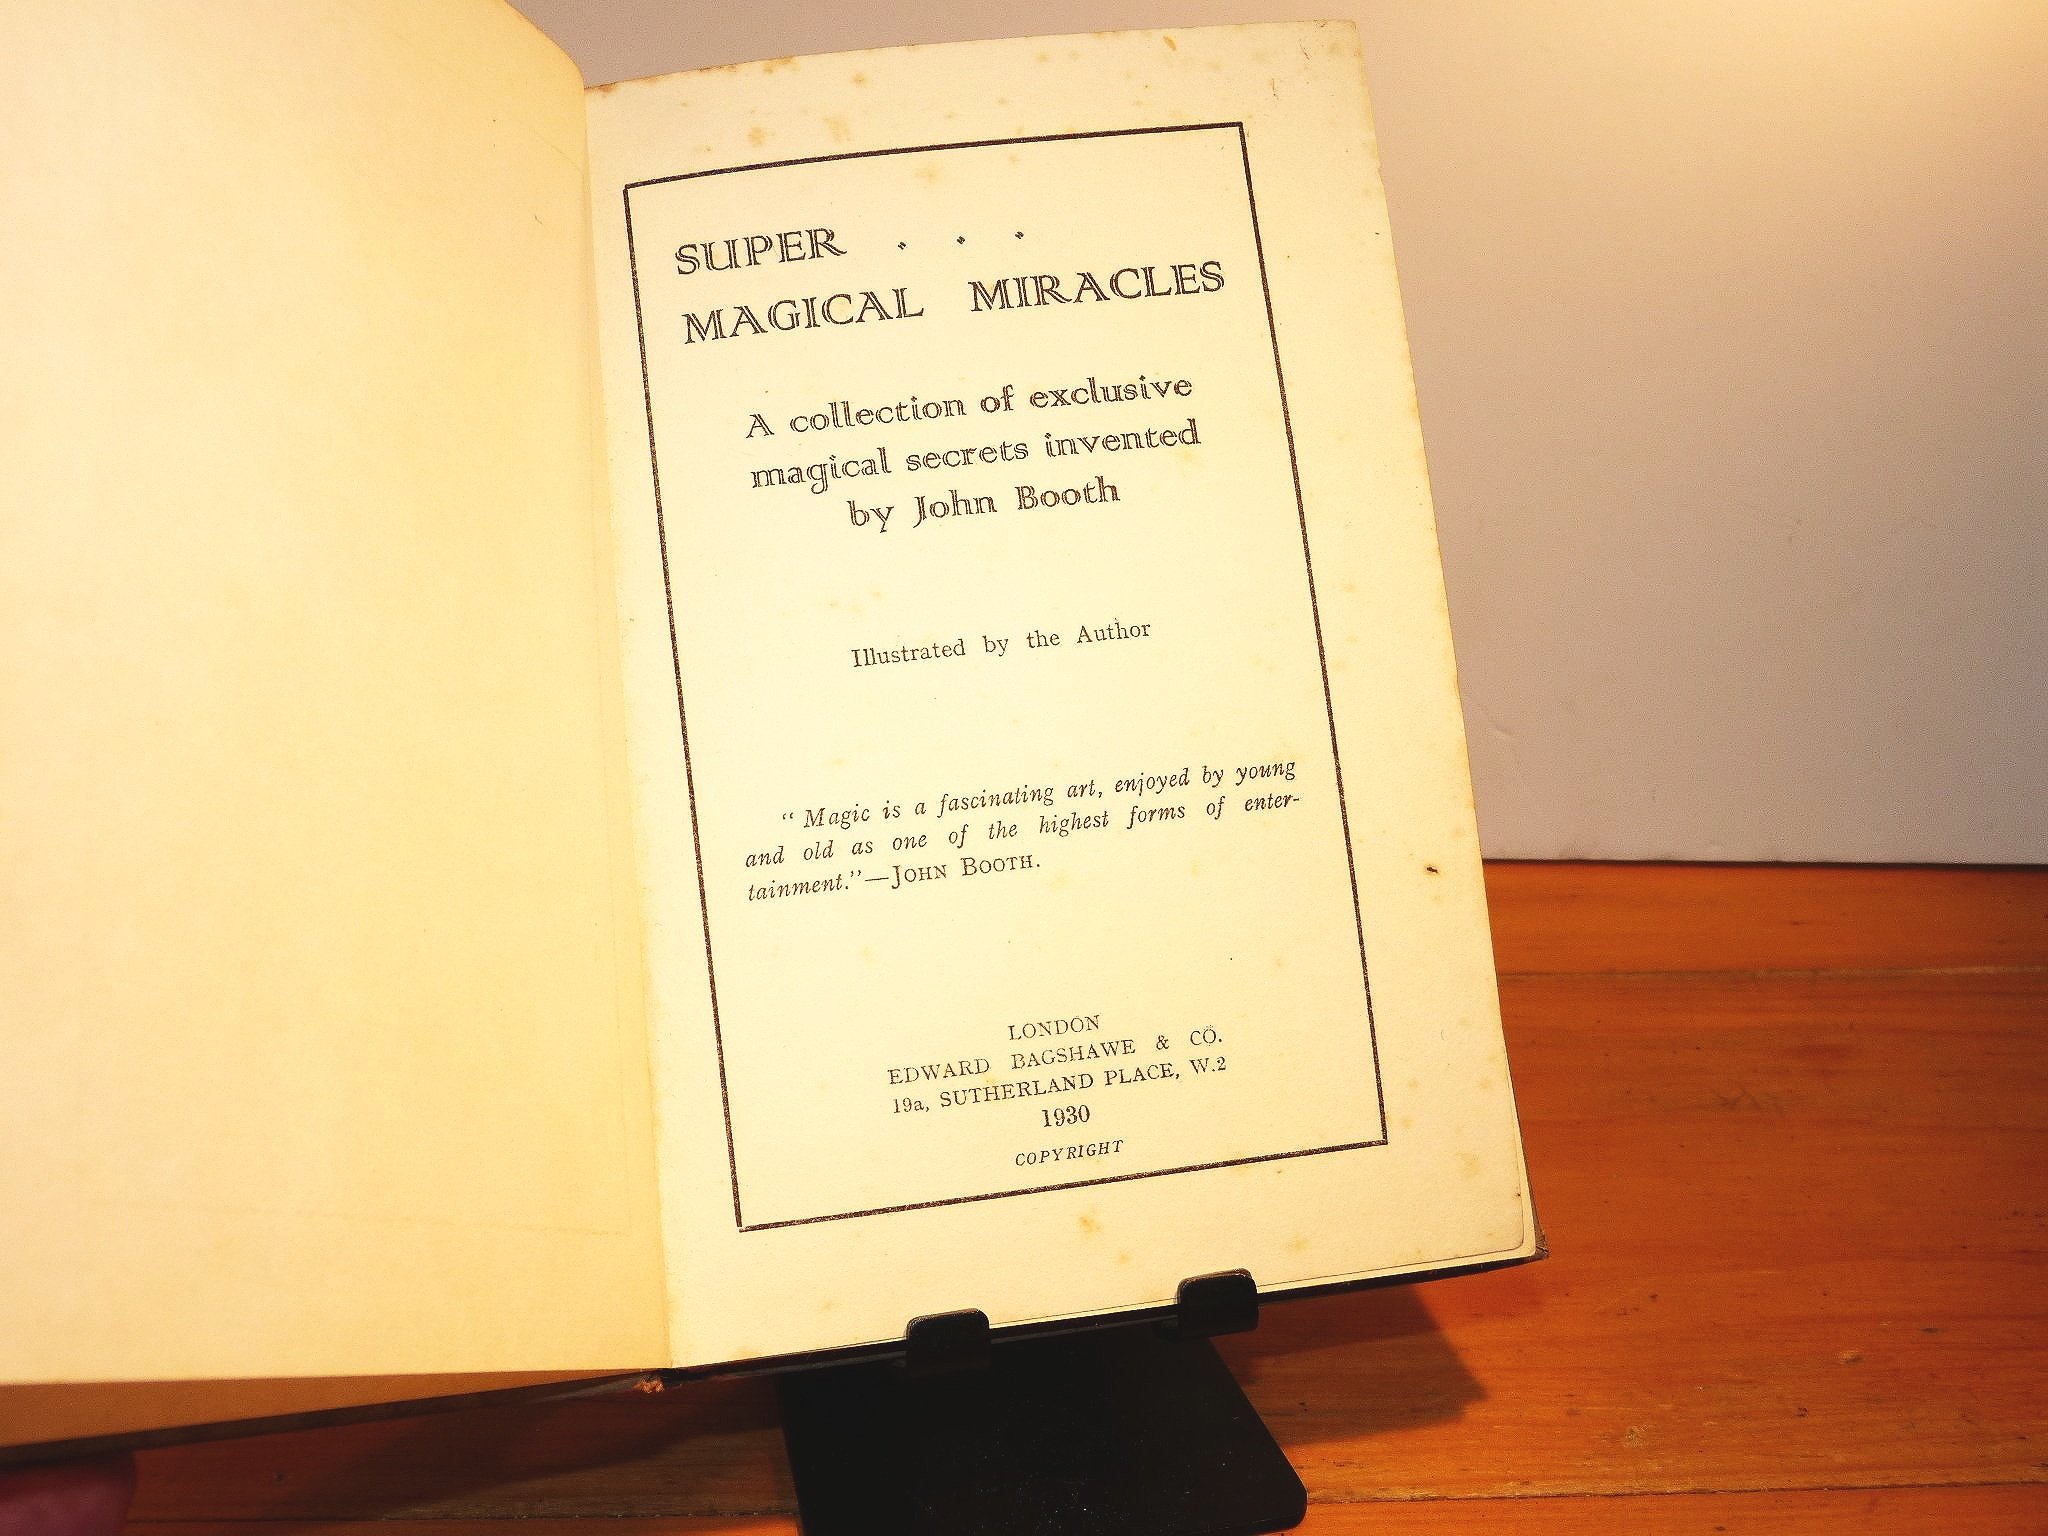 SUPER . . .
MAGICAL MIRACLES
A collection of exclusive
magical secrets invented
by John Booth
Illustrated by the Author
“ Magic is a fascinating art, enjoyed by young
and old as one of the highest forms of enter-
tainment.”—JOHN BOOTH.
LONDON
EDWARD BAGSHAWE & CO.
19a, SUTHERLAND PLACE, W.2
1930
COPYRIGHT